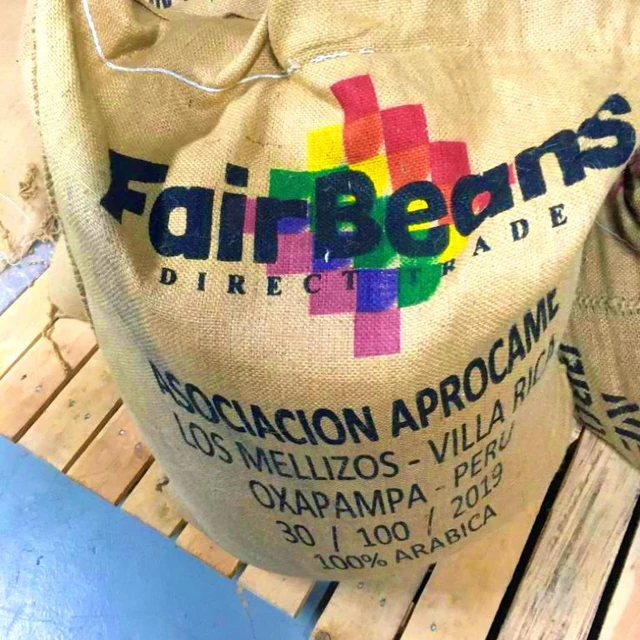 FairBeans
DIRECT TRADE
ASOCIACION APROCAME
LOS MELLIZOS - VILLA RICA
OXAPAMPA - PERU
30 / 100 / 2019
100% ARABICA